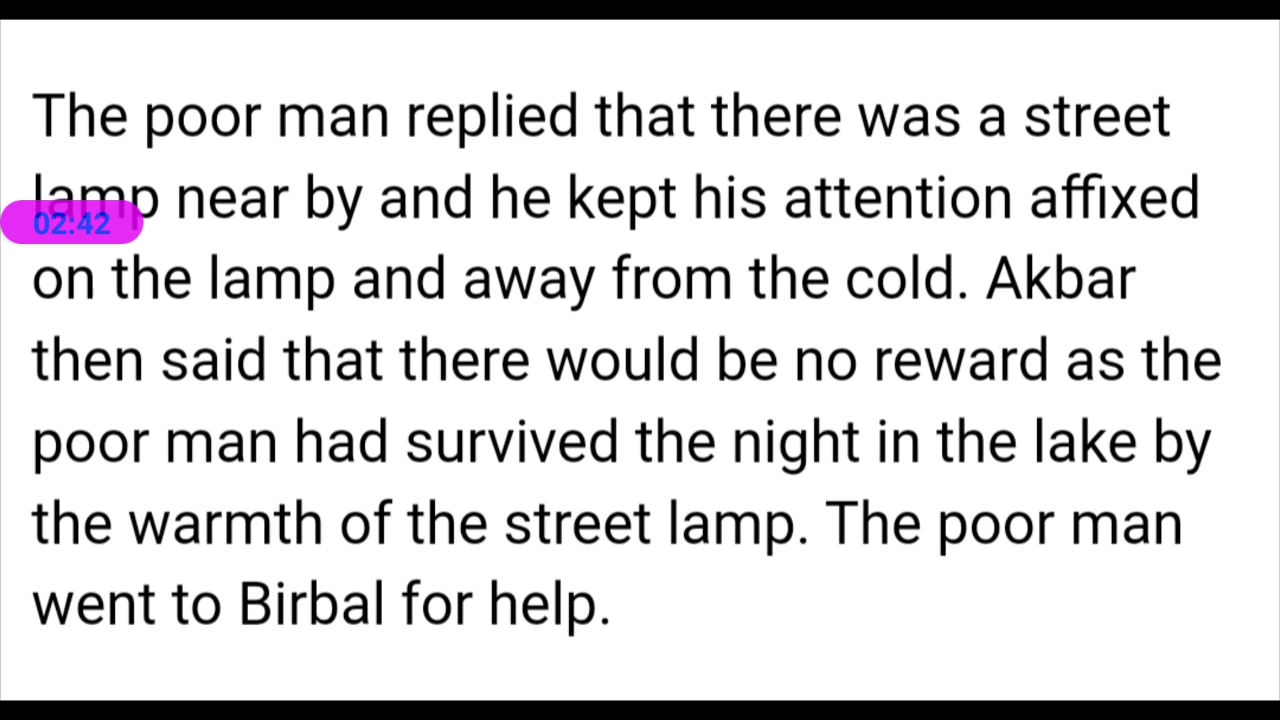 The poor man replied that there was a street
lamp near by and he kept his attention affixed
02:42
on the lamp and away from the cold. Akbar
then said that there would be no reward as the
poor man had survived the night in the lake by
the warmth of the street lamp. The poor man
went to Birbal for help.